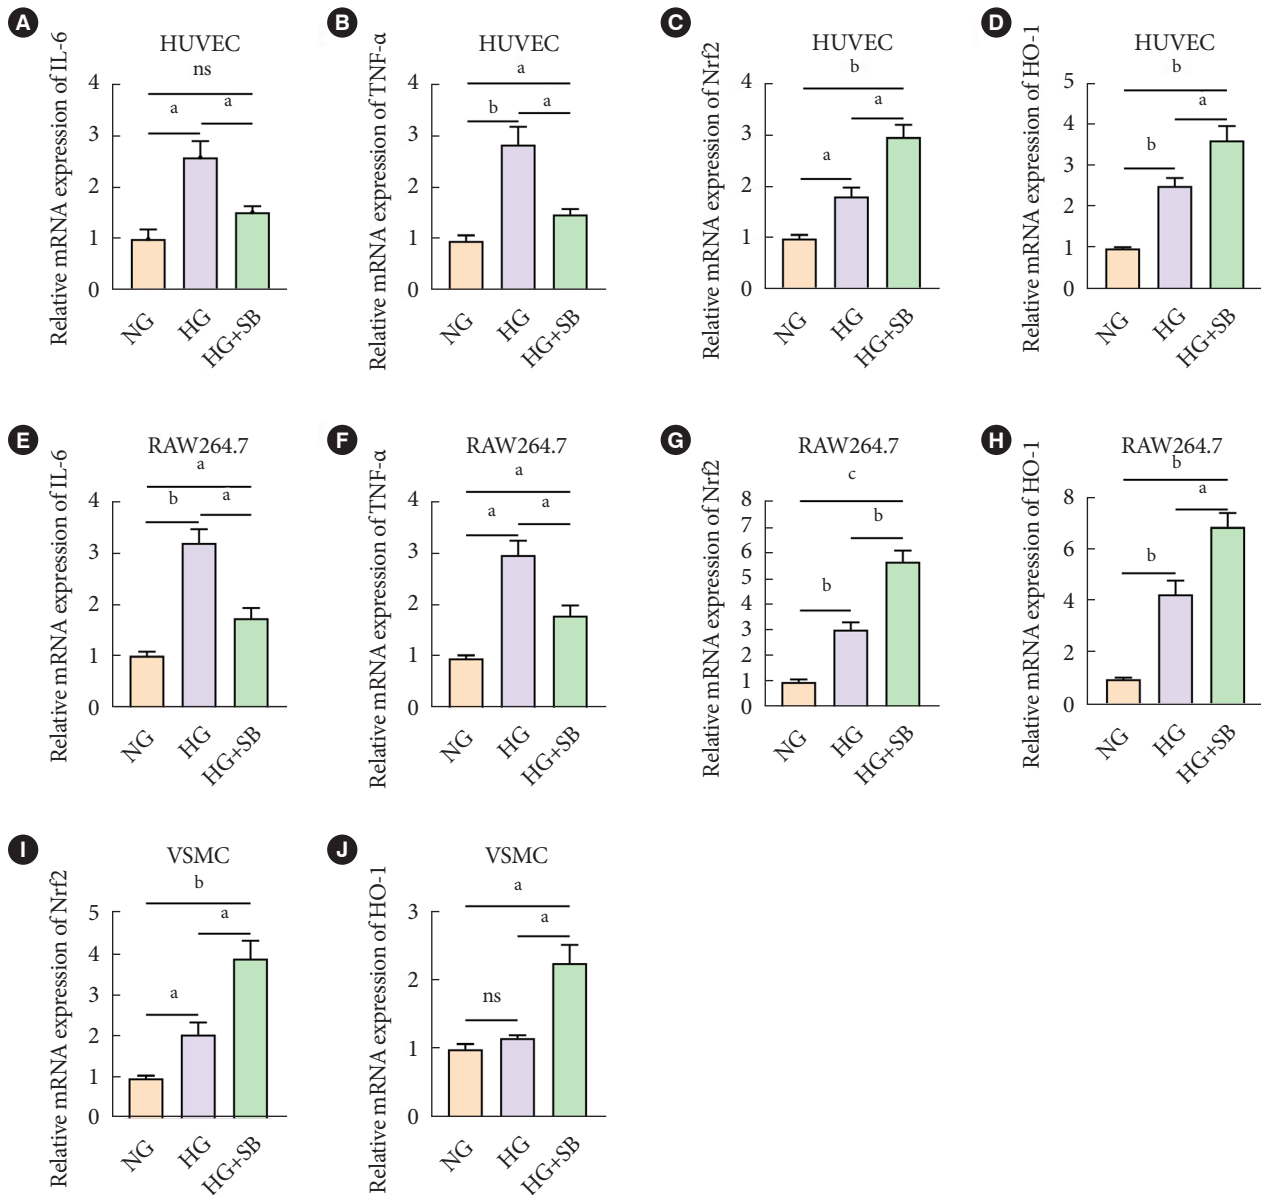 A
HUVEC
Relative mRNA expression of IL-6
ns
a
a
4
3
2
1
0
NG
HG
HG+SB
B
HUVEC
Relative mRNA expression of TNF-α
a
b
a
4
3
2
1
0
NG
HG
HG+SB
C
HUVEC
Relative mRNA expression of Nrf2
b
a
a
4
3
2
1
0
NG
HG
HG+SB
D
HUVEC
Relative mRNA expression of HO-1
b
a
b
5
4
3
2
1
0
NG
HG
HG+SB
E
RAW264.7
Relative mRNA expression of IL-6
a
b
a
4
3
2
1
0
NG
HG
HG+SB
F
RAW264.7
Relative mRNA expression of TNF-α
a
a
a
4
3
2
1
0
NG
HG
HG+SB
G
RAW264.7
Relative mRNA expression of Nrf2
c
b
b
8
7
6
5
4
3
2
1
0
NG
HG
HG+SB
H
RAW264.7
Relative mRNA expression of HO-1
b
a
b
8
6
4
2
0
NG
HG
HG+SB
I
VSMC
Relative mRNA expression of Nrf2
b
a
a
5
4
3
2
1
0
NG
HG
HG+SB
J
VSMC
Relative mRNA expression of HO-1
a
a
ns
3
2
1
0
NG
HG
HG+SB